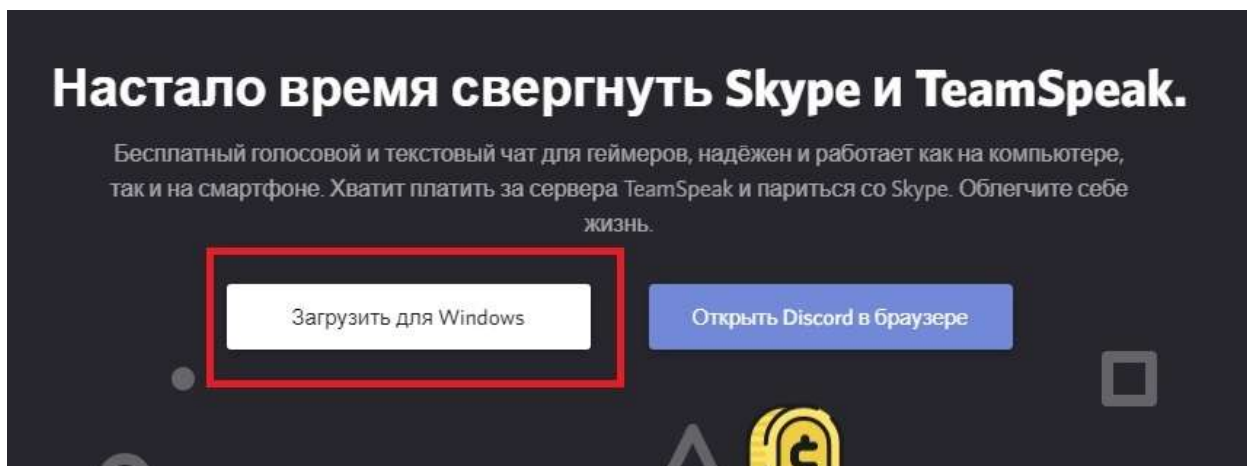 Настало время свергнуть Skype и TeamSpeak.
Бесплатный голосовой и текстовый чат для геймеров, надёжен и работает как на компьютере,
так и на смартфоне. Хватит платить за сервера TeamSpeak и париться со Skype. Облегчите себе
жизнь.
Загрузить для Windows
Открыть Discord в браузере